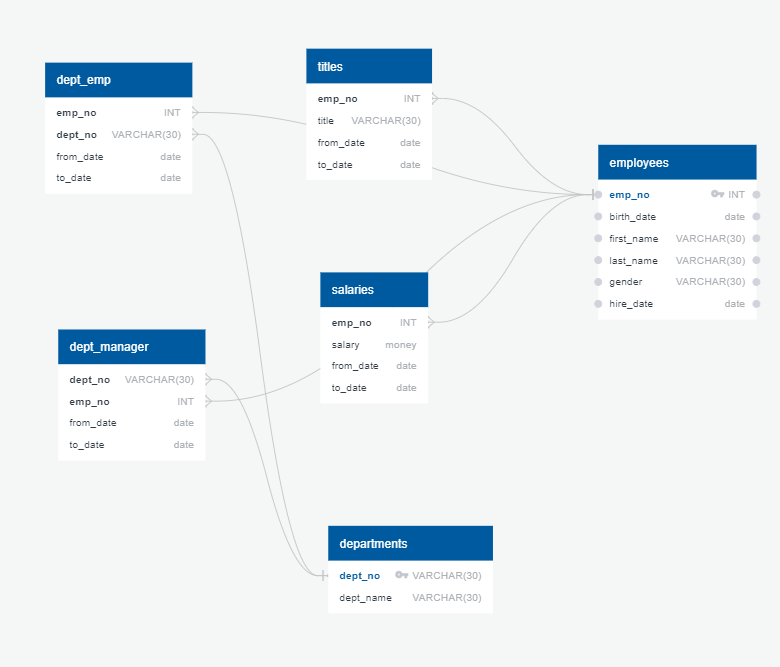 dept_emp
emp_no INT
dept_no VARCHAR(30)
from_date date
to_date date
titles
emp_no INT
title VARCHAR(30)
from_date date
to_date date
employees
emp_no INT
birth_date date
first_name VARCHAR(30)
last_name VARCHAR(30)
gender VARCHAR(30)
hire_date date
salaries
emp_no INT
salary money
from_date date
to_date date
dept_manager
dept_no VARCHAR(30)
emp_no INT
from_date date
to_date date
departments
dept_no VARCHAR(30)
dept_name VARCHAR(30)